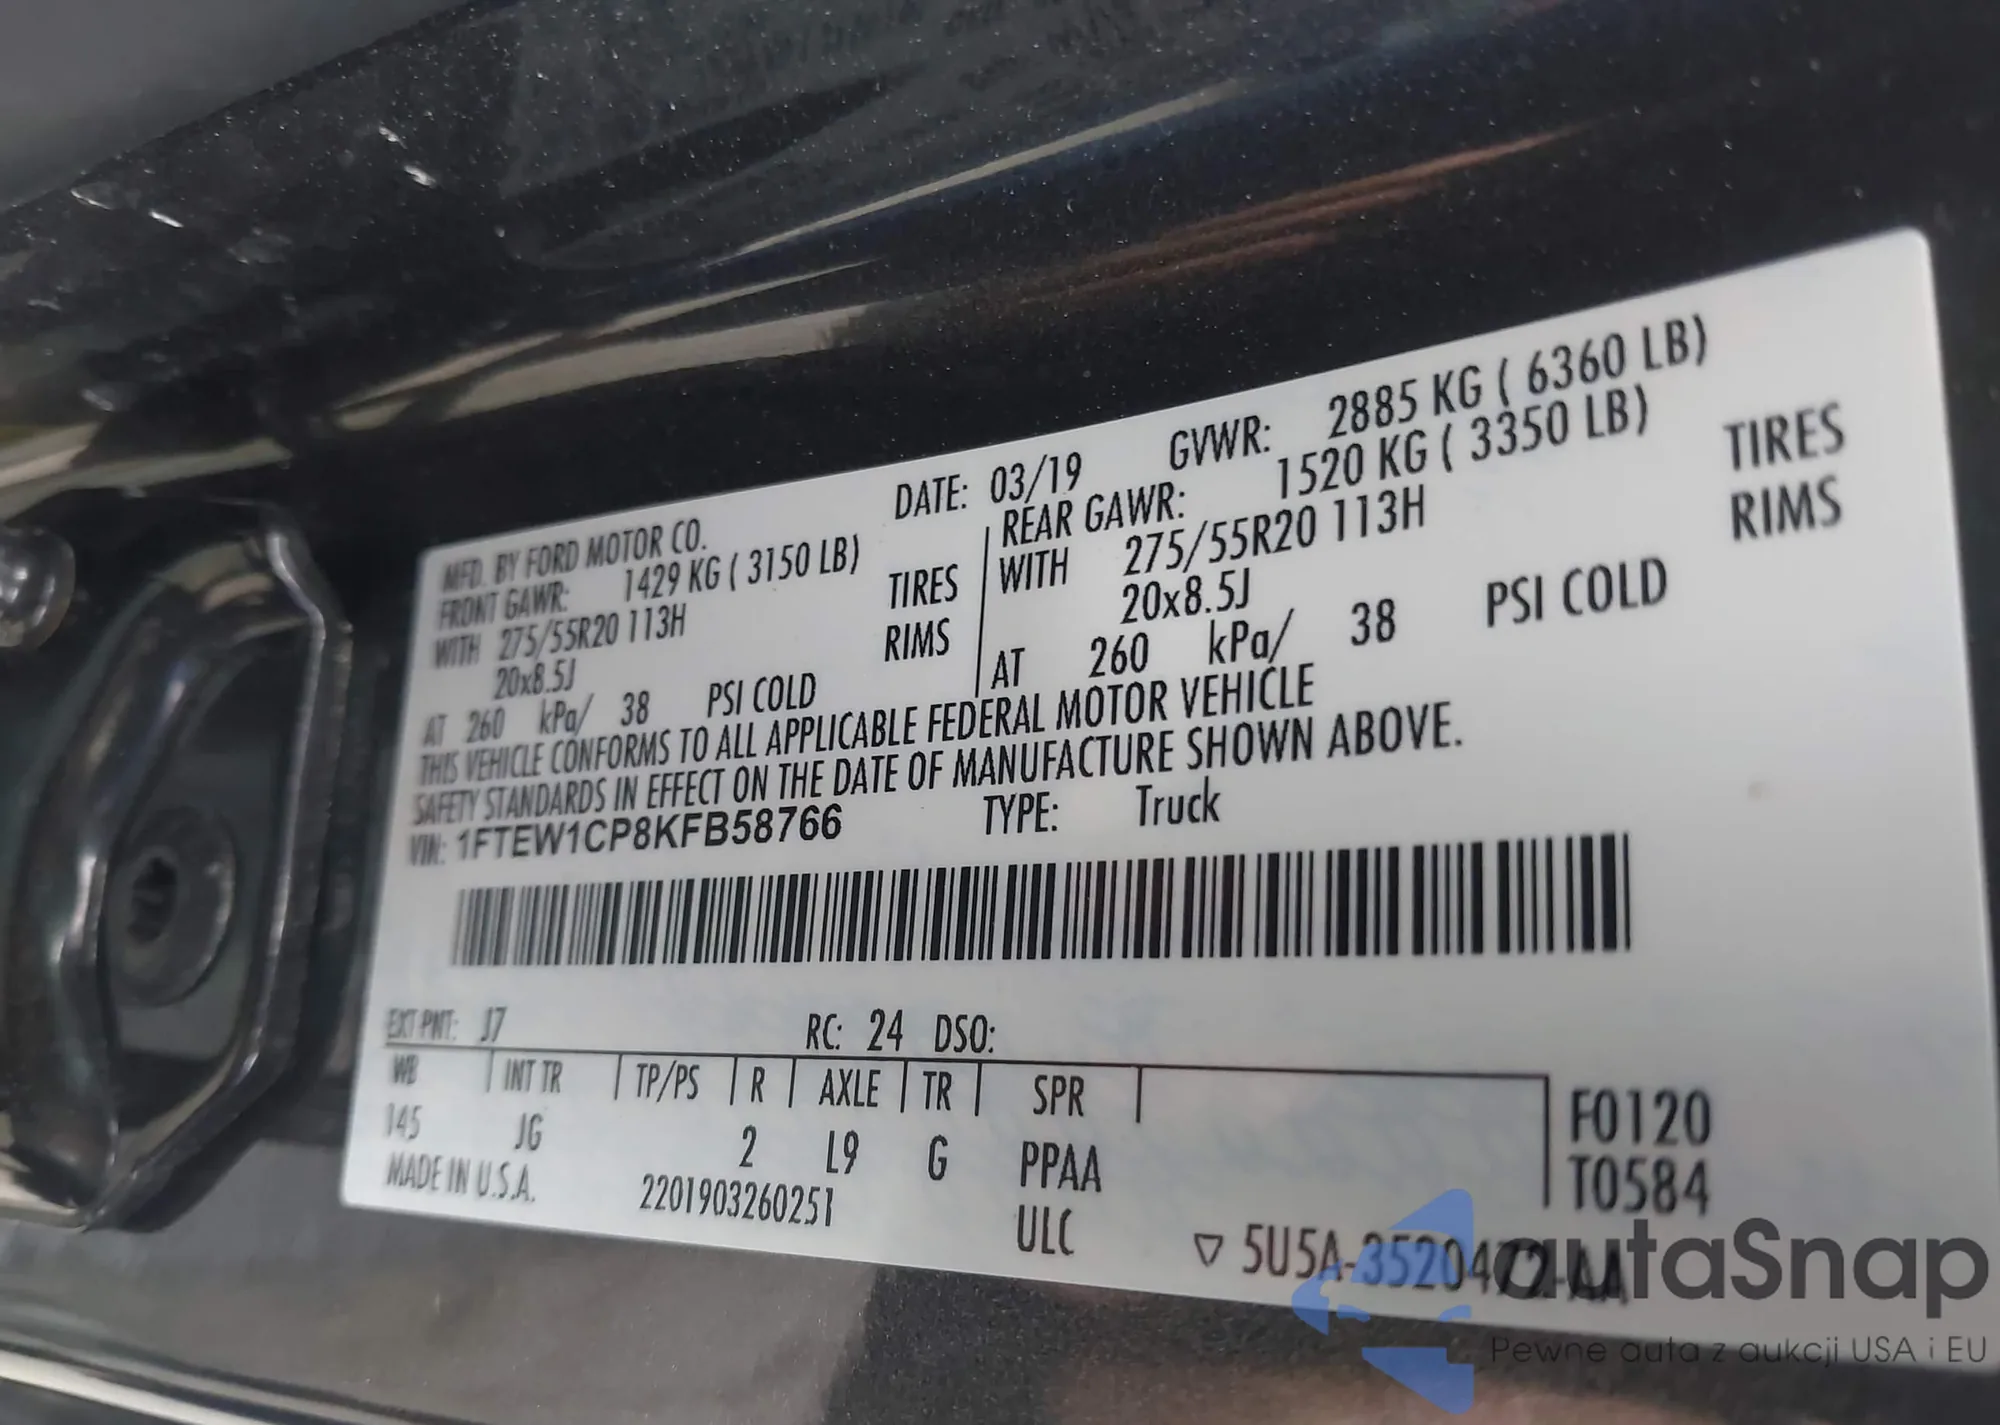 MFD. BY FORD MOTOR CO.
DATE: 03/19
GVWR: 2885 KG ( 6360 LB)
FRONT GAWR: 1429 KG ( 3150 LB)
WITH 275/55R20 113H TIRES
20x8.5J RIMS
AT 260 kPa/ 38 PSI COLD
REAR GAWR: 1520 KG ( 3350 LB)
WITH 275/55R20 113H TIRES
20x8.5J RIMS
AT 260 kPa/ 38 PSI COLD
THIS VEHICLE CONFORMS TO ALL APPLICABLE FEDERAL MOTOR VEHICLE
SAFETY STANDARDS IN EFFECT ON THE DATE OF MANUFACTURE SHOWN ABOVE.
VIN: 1FTEW1CP8KFB58766 TYPE: Truck
EXT PNT: J7 RC: 24 DSO:
WB INT TR TP/PS R AXLE TR SPR
145 JG 2 L9 G PPAA
F0120
T0584
MADE IN U.S.A. 2201903260251 ULC
▽ 5U5A-3520472-AA
autaSnap
Pewne auta z aukcji USA i EU